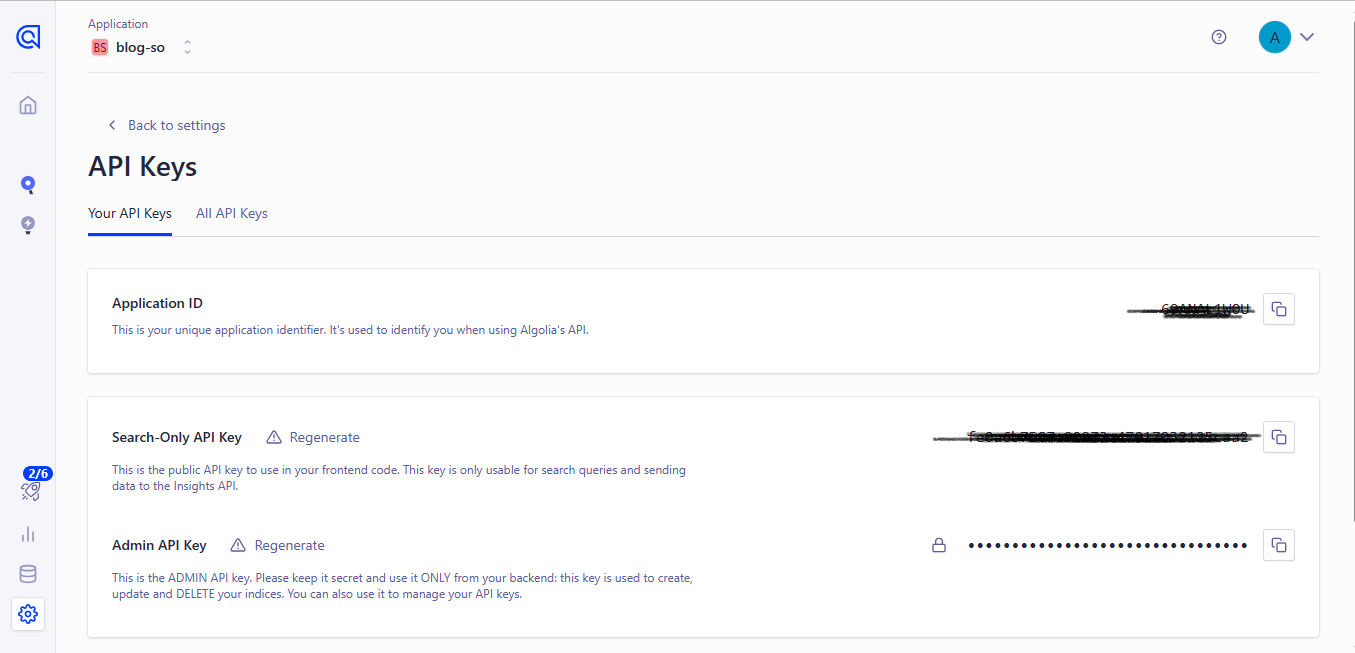 Application
BS blog-so
A
Back to settings
API Keys
Your API Keys All API Keys
Application ID
This is your unique application identifier. It's used to identify you when using Algolia's API.
Search-Only API Key Regenerate
This is the public API key to use in your frontend code. This key is only usable for search queries and sending
data to the Insights API.
2/6
Admin API Key Regenerate
••••••••••••••••••••••••••••••••
This is the ADMIN API key. Please keep it secret and use it ONLY from your backend: this key is used to create,
update and DELETE your indices. You can also use it to manage your API keys.